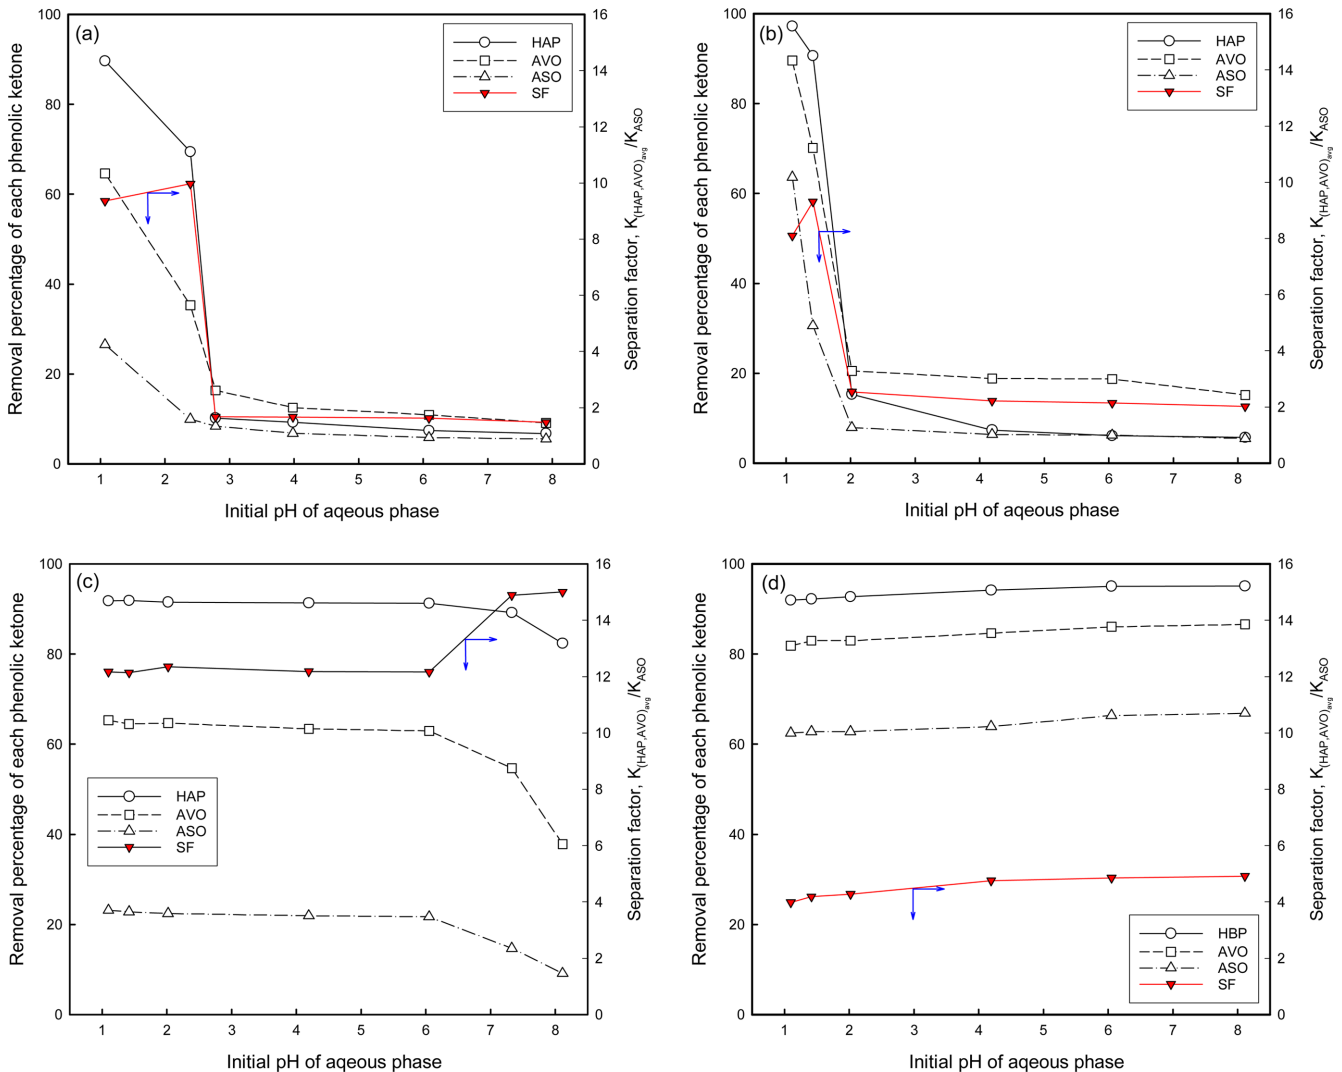 (a)
HAP
AVO
ASO
SF
100
80
60
40
20
0
16
14
12
10
8
6
4
2
0
1 2 3 4 5 6 7 8
Removal percentage of each phenolic ketone
Separation factor, K(HAP,AVO)avg/KASO
Initial pH of aqeous phase
(b)
HAP
AVO
ASO
SF
100
80
60
40
20
0
16
14
12
10
8
6
4
2
0
1 2 3 4 5 6 7 8
Removal percentage of each phenolic ketone
Separation factor, K(HAP,AVO)avg/KASO
Initial pH of aqeous phase
(c)
HAP
AVO
ASO
SF
100
80
60
40
20
0
16
14
12
10
8
6
4
2
0
1 2 3 4 5 6 7 8
Removal percentage of each phenolic ketone
Separation factor, K(HAP,AVO)avg/KASO
Initial pH of aqeous phase
(d)
HBP
AVO
ASO
SF
100
80
60
40
20
0
16
14
12
10
8
6
4
2
0
1 2 3 4 5 6 7 8
Removal percentage of each phenolic ketone
Separation factor, K(HAP,AVO)avg/KASO
Initial pH of aqeous phase